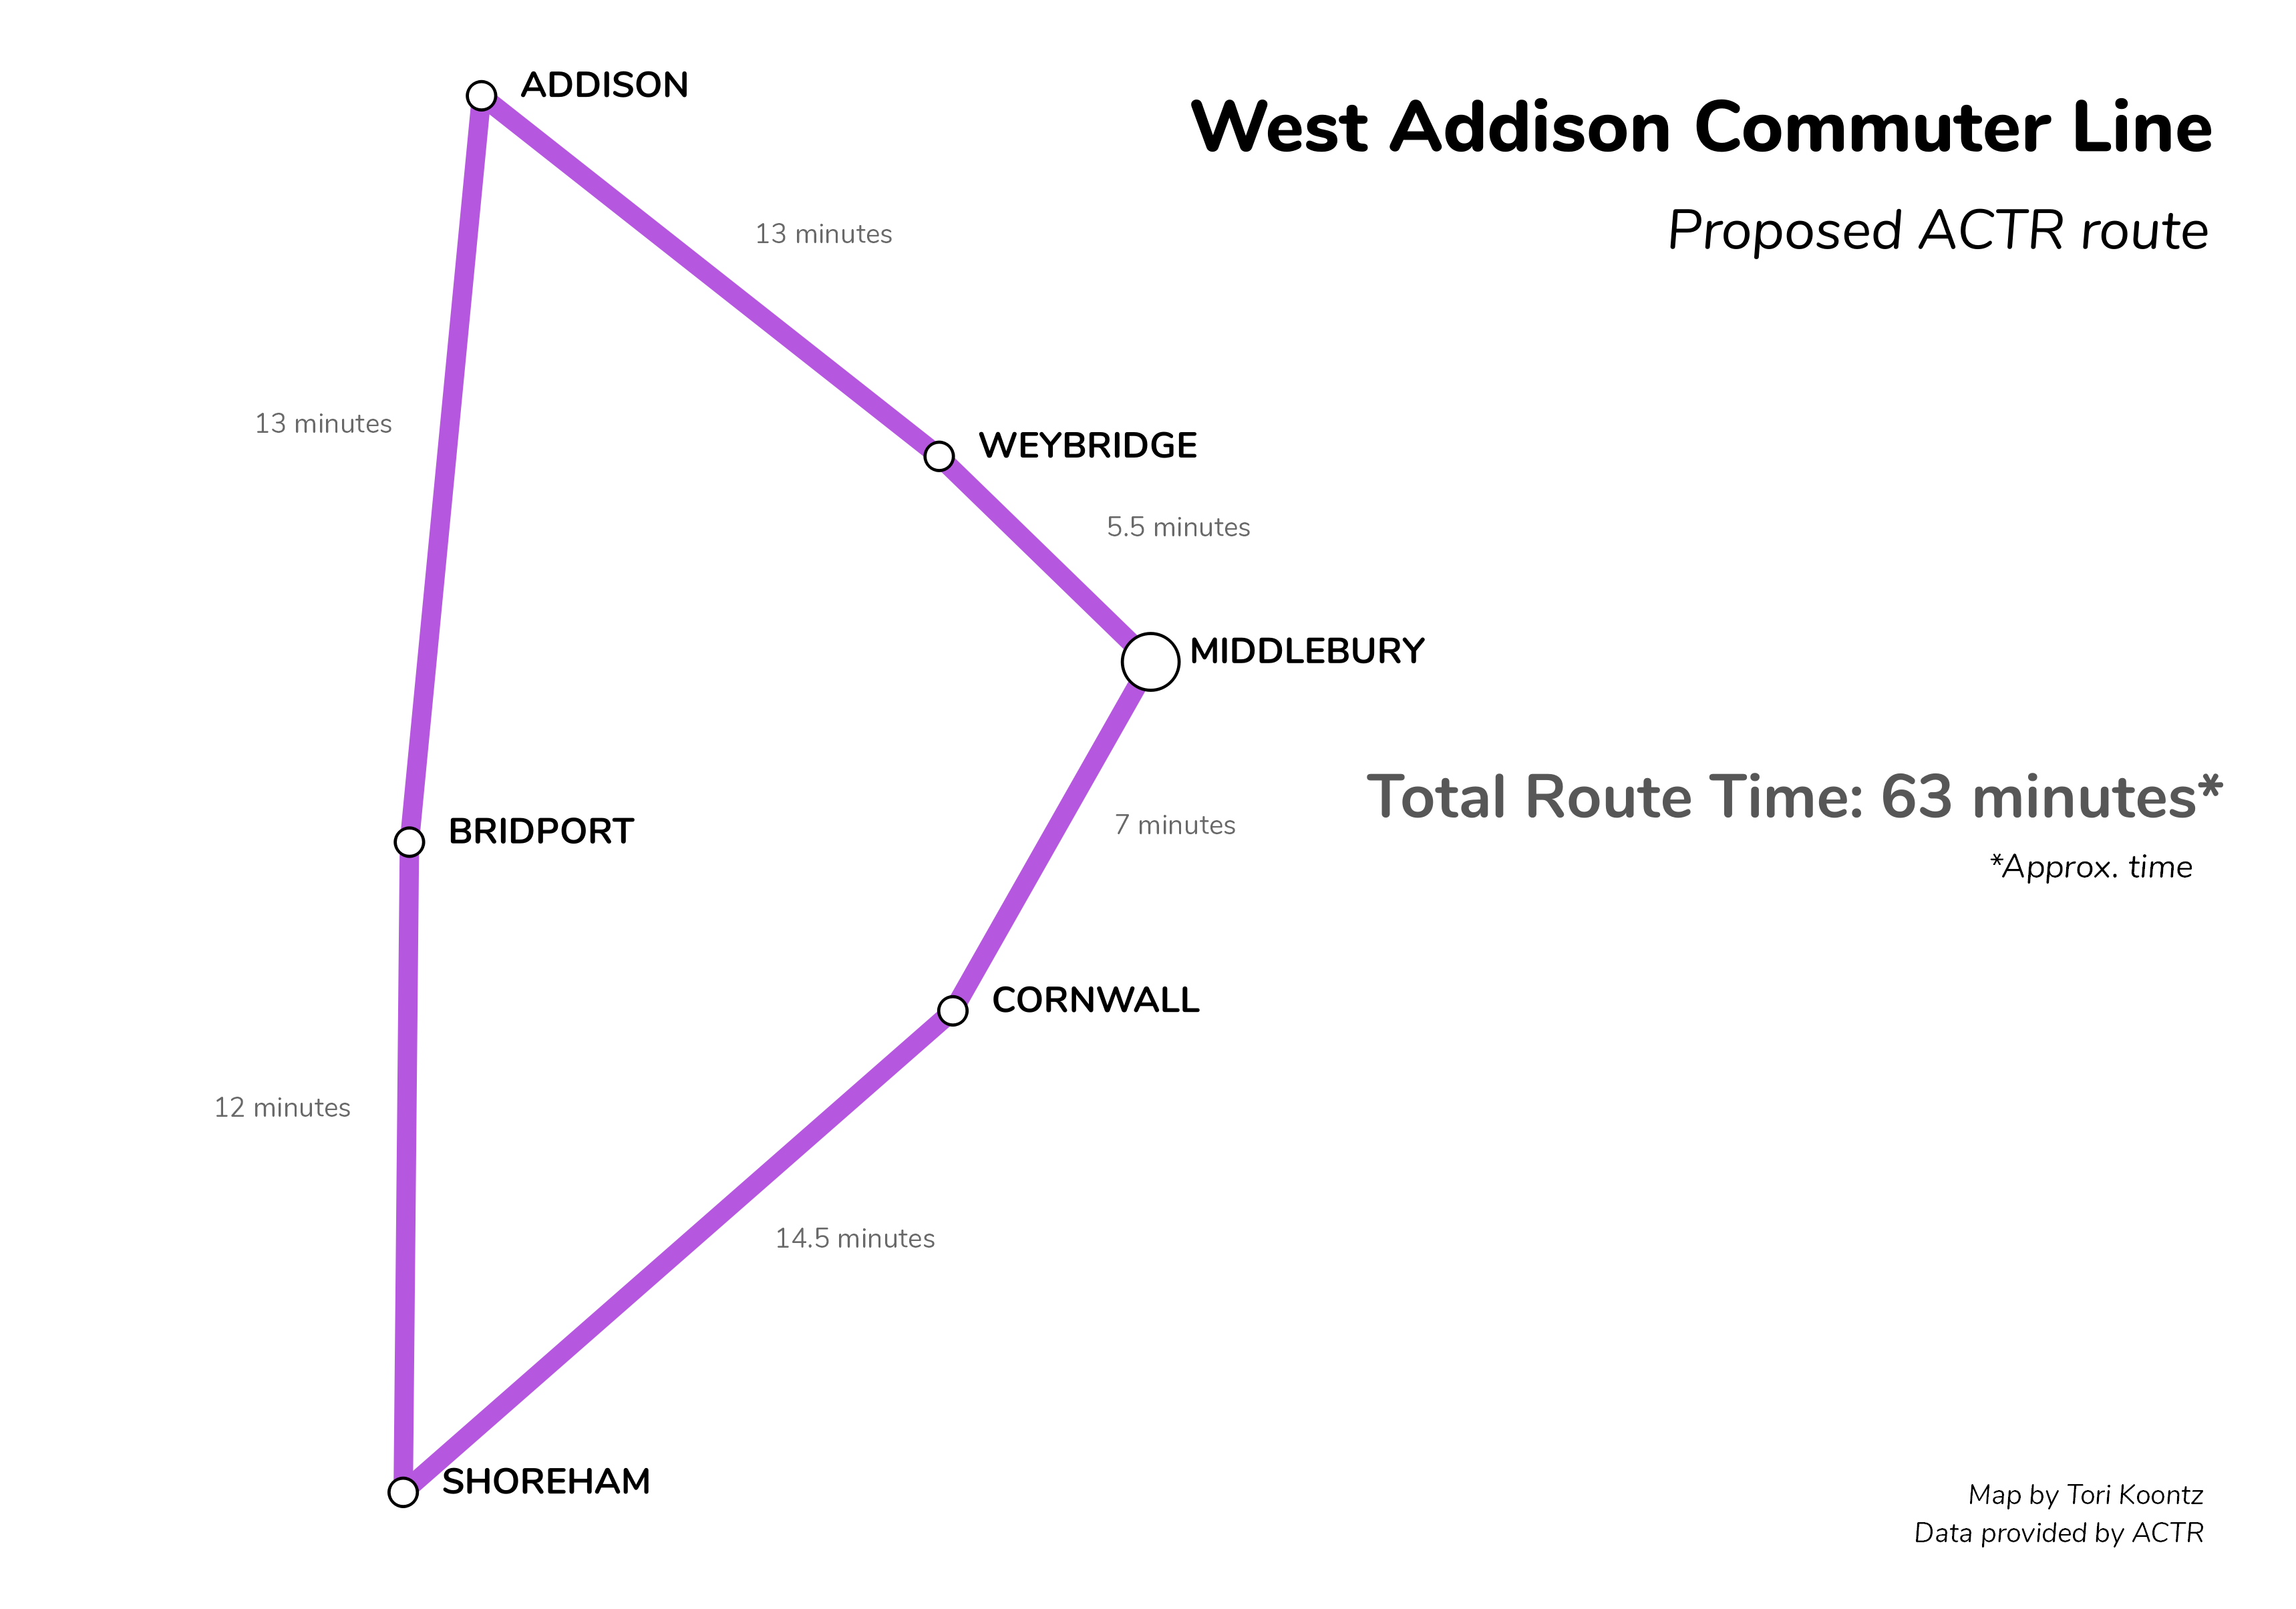 ADDISON
West Addison Commuter Line
Proposed ACTR route
13 minutes
13 minutes
WEYBRIDGE
5.5 minutes
MIDDLEBURY
Total Route Time: 63 minutes*
*Approx. time
7 minutes
BRIDPORT
CORNWALL
12 minutes
14.5 minutes
SHOREHAM
Map by Tori Koontz
Data provided by ACTR